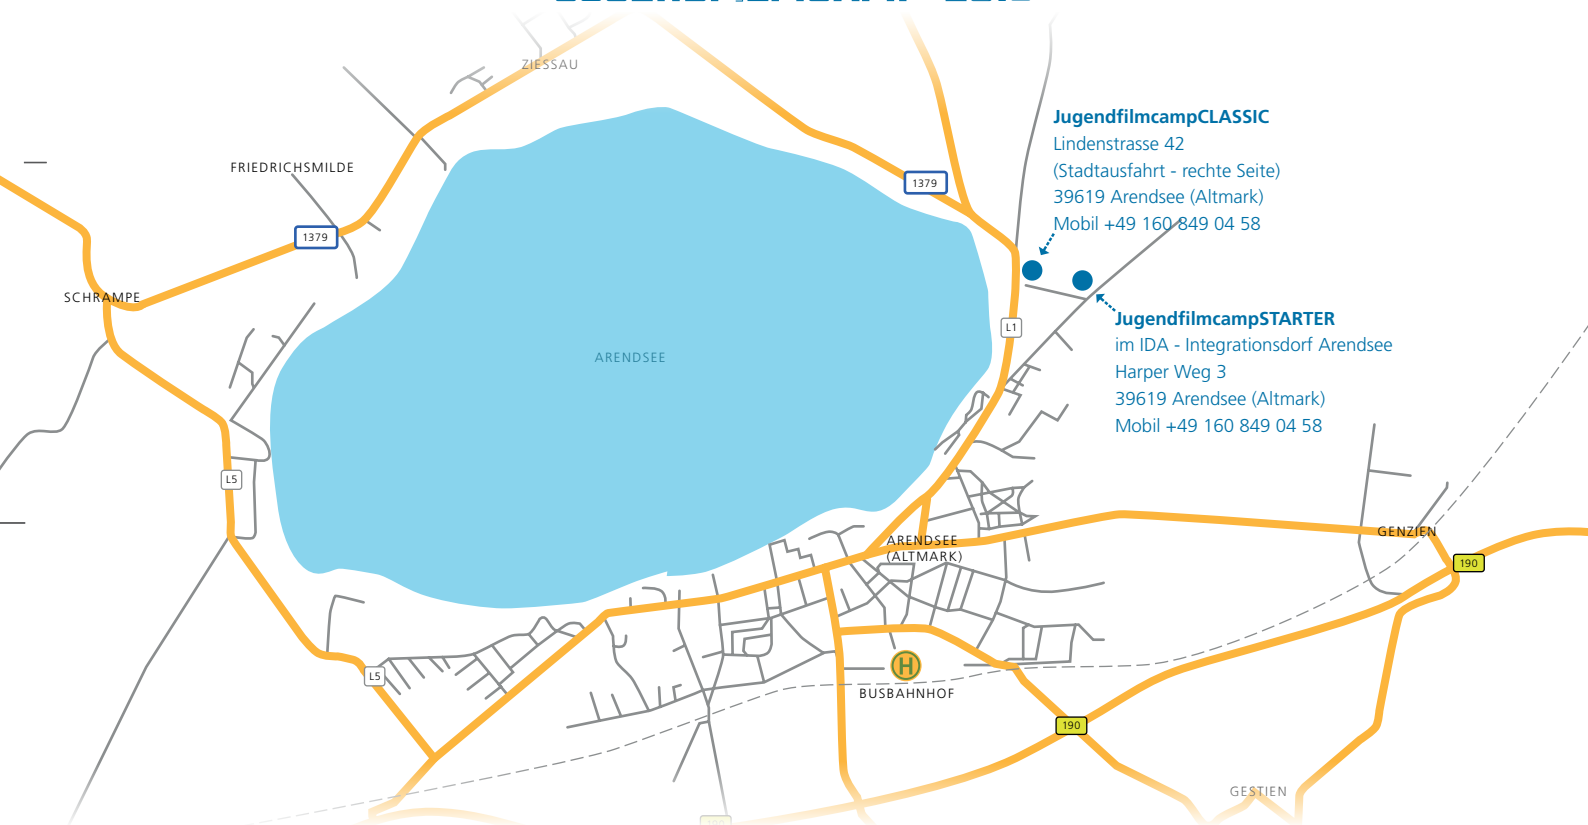 ZIESSAU
JugendfilmcampCLASSIC
Lindenstrasse 42
(Stadtausfahrt - rechte Seite)
39619 Arendsee (Altmark)
Mobil +49 160 849 04 58
FRIEDRICHSMILDE
1379
1379
SCHRAMPE
JugendfilmcampSTARTER
im IDA - Integrationsdorf Arendsee
Harper Weg 3
39619 Arendsee (Altmark)
Mobil +49 160 849 04 58
L1
ARENDSEE
L5
GENZIEN
ARENDSEE
(ALTMARK)
190
H
L5
BUSBAHNHOF
190
GESTIEN